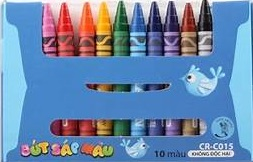 BÚT SÁP MÀU
10 màu
CR-C015
KHÔNG ĐỘC HẠI